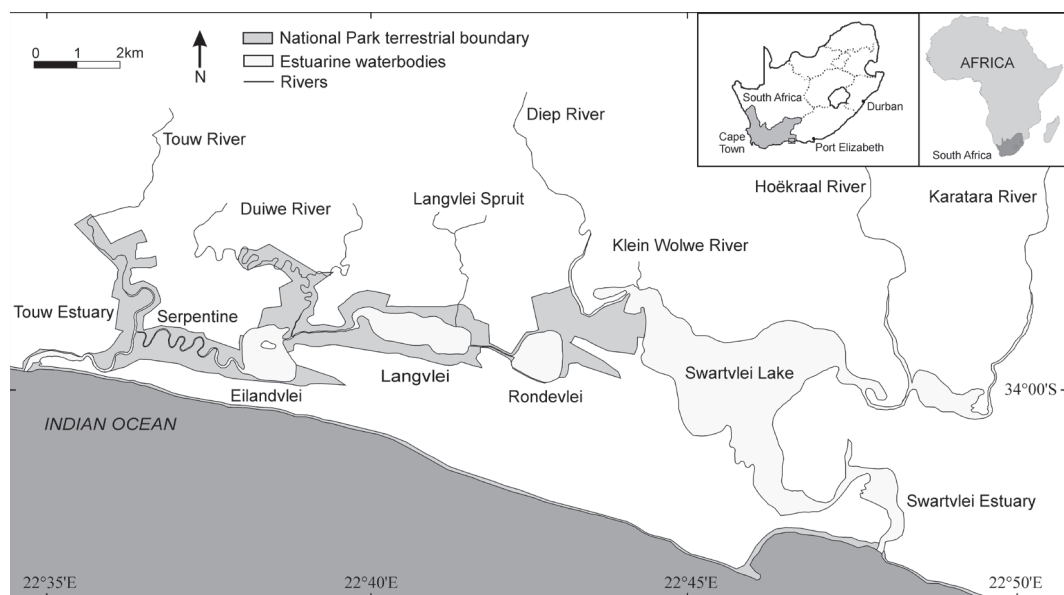 0 1 2km
N
National Park terrestrial boundary
Estuarine waterbodies
Rivers
South Africa
Durban
Cape
Town
Port Elizabeth
AFRICA
South Africa
Touw River
Diep River
Hoëkraal River
Karatara River
Duiwe River
Langvlei Spruit
Klein Wolwe River
Touw Estuary
Serpentine
Eilandvlei
Langvlei
Rondevlei
Swartvlei Lake
34°00'S
INDIAN OCEAN
Swartvlei Estuary
22°35'E
22°40'E
22°45'E
22°50'E